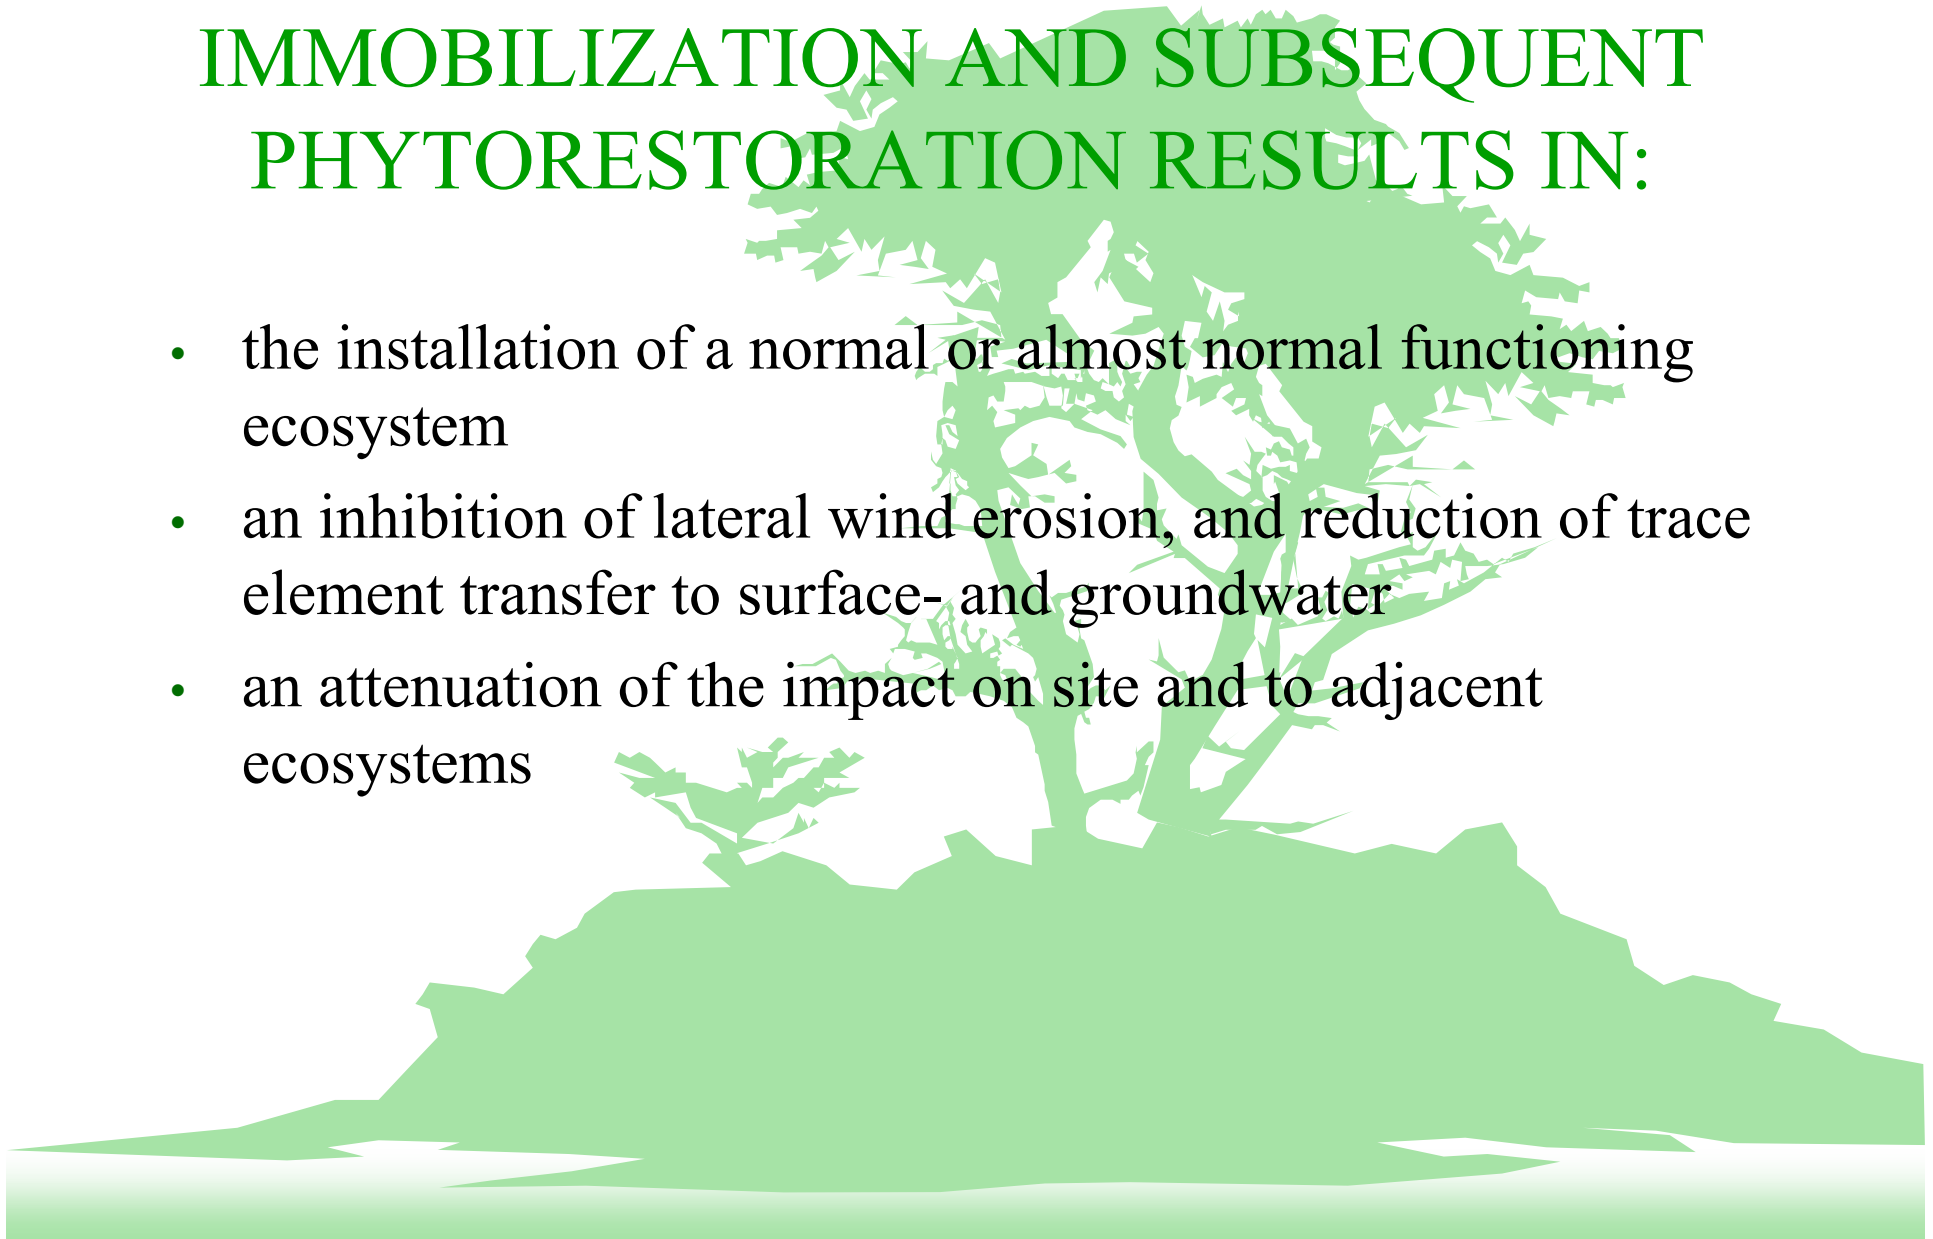 IMMOBILIZATION AND SUBSEQUENT
PHYTORESTORATION RESULTS IN:
• the installation of a normal or almost normal functioning
ecosystem
• an inhibition of lateral wind erosion, and reduction of trace
element transfer to surface- and groundwater
• an attenuation of the impact on site and to adjacent
ecosystems